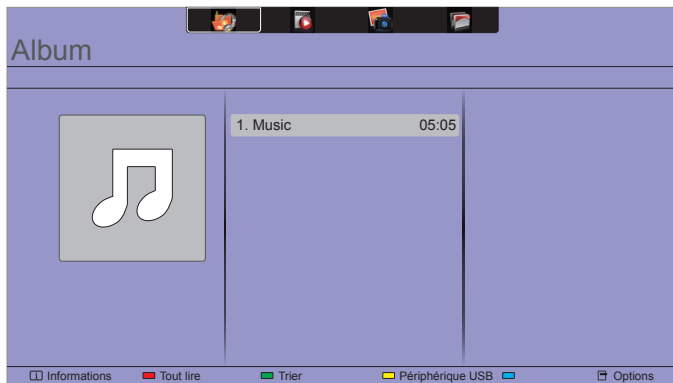 Album
1. Music 05:05
i Informations Tout lire Trier Périphérique USB Options